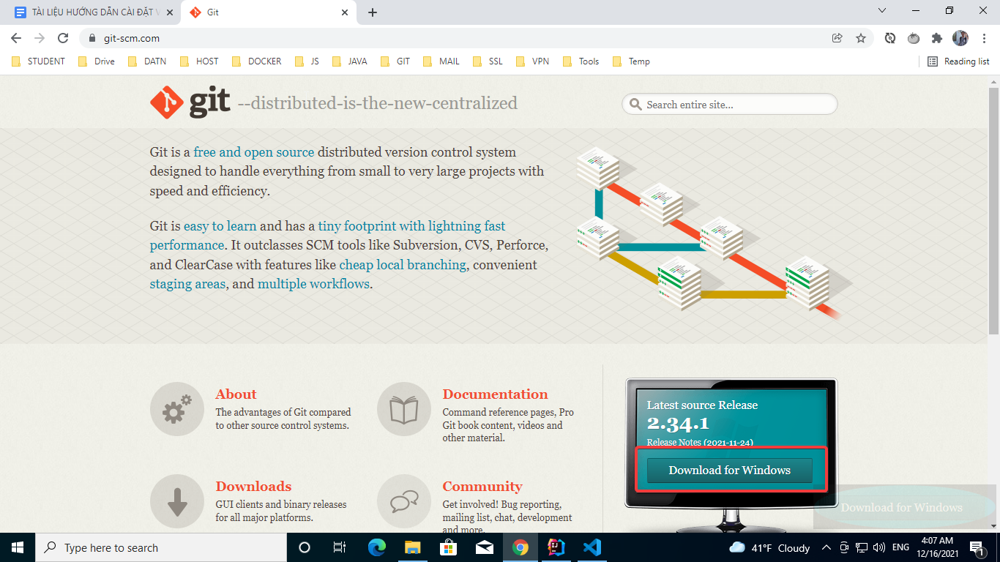 TÀI LIỆU HƯỚNG DẪN CÀI ĐẶT V
Git
git-scm.com
STUDENT
Drive
DATN
HOST
DOCKER
JS
JAVA
GIT
MAIL
SSL
VPN
Tools
Temp
Reading list
git --distributed-is-the-new-centralized
Search entire site...
Git is a free and open source distributed version control system
designed to handle everything from small to very large projects with
speed and efficiency.
Git is easy to learn and has a tiny footprint with lightning fast
performance. It outclasses SCM tools like Subversion, CVS, Perforce,
and ClearCase with features like cheap local branching, convenient
staging areas, and multiple workflows.
About
The advantages of Git compared
to other source control systems.
Documentation
Command reference pages, Pro
Git book content, videos and
other material.
Downloads
GUI clients and binary releases
for all major platforms.
Community
Get involved! Bug reporting,
mailing list, chat, development
and more.
Latest source Release
2.34.1
Release Notes (2021-11-24)
Download for Windows
Download for Windows
Type here to search
41°F Cloudy
ENG
4:07 AM
12/16/2021
1